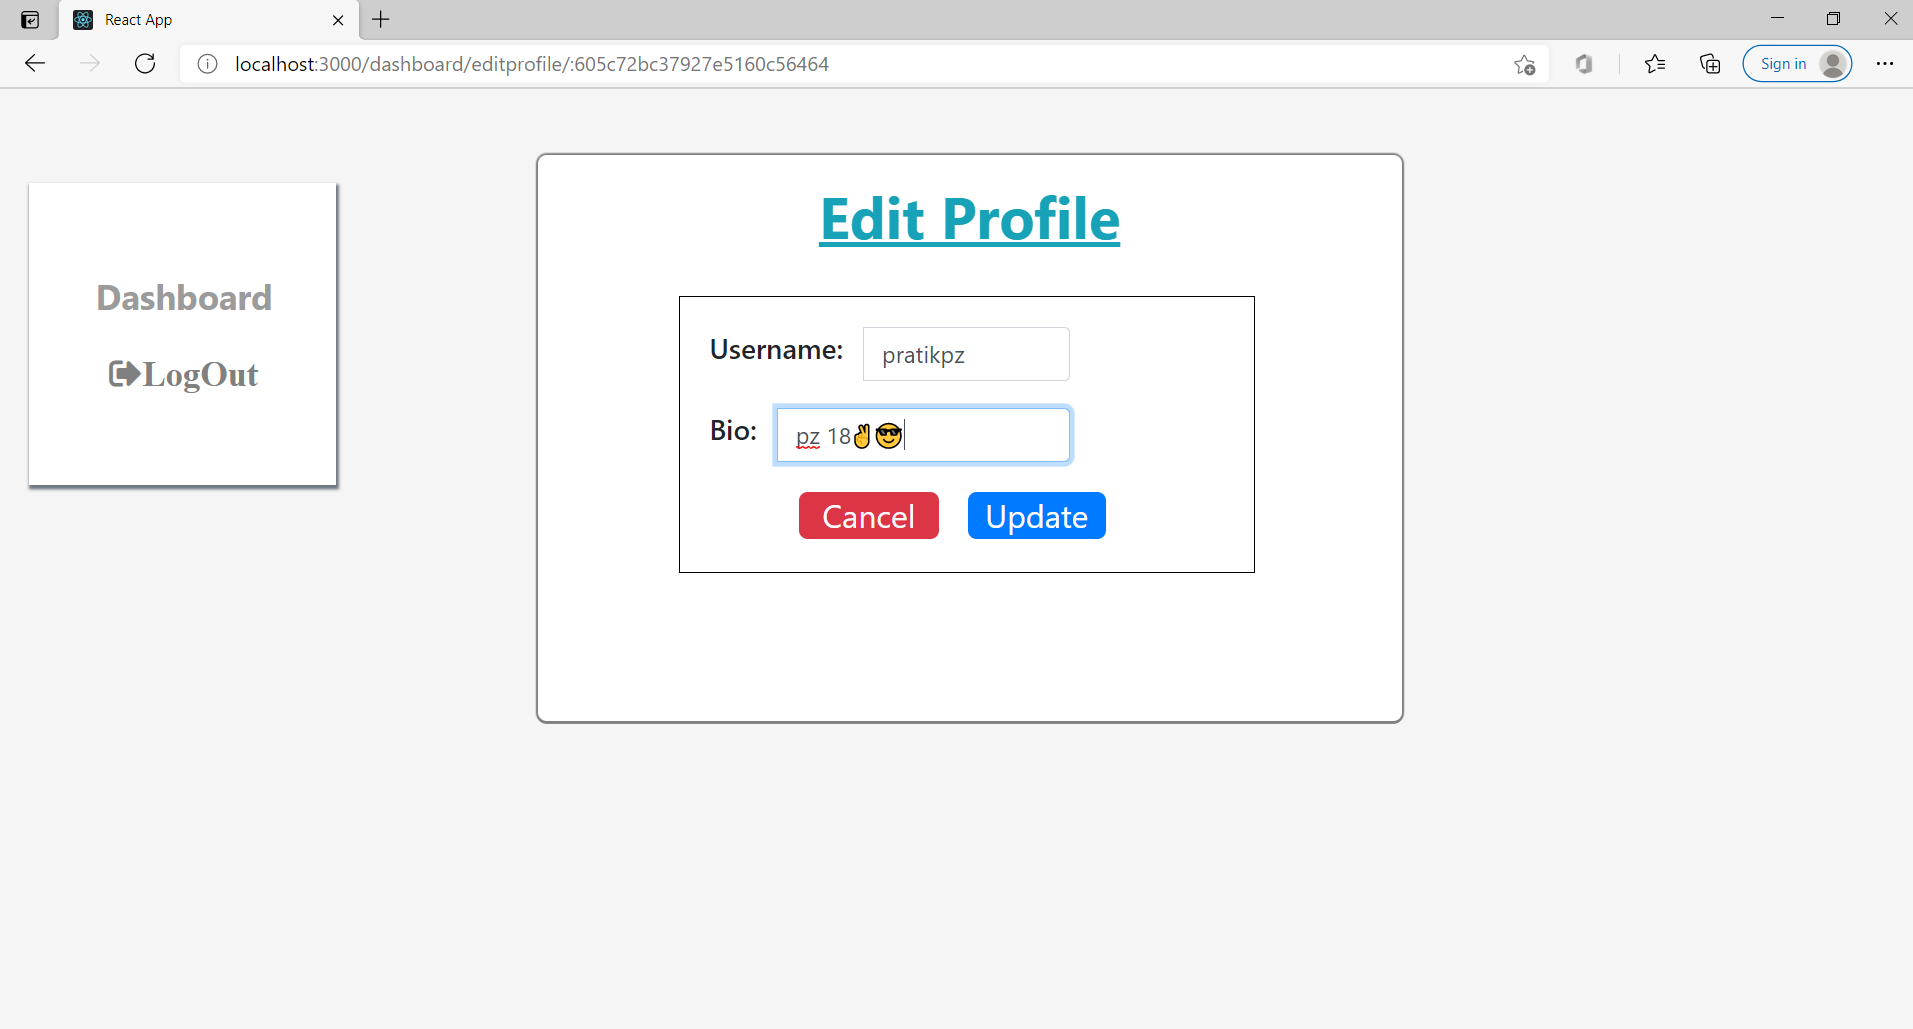 React App
localhost:3000/dashboard/editprofile/:605c72bc37927e5160c56464
Sign in
Edit Profile
Dashboard
LogOut
Username: pratikpz
Bio: pz 18✌😎
Cancel Update